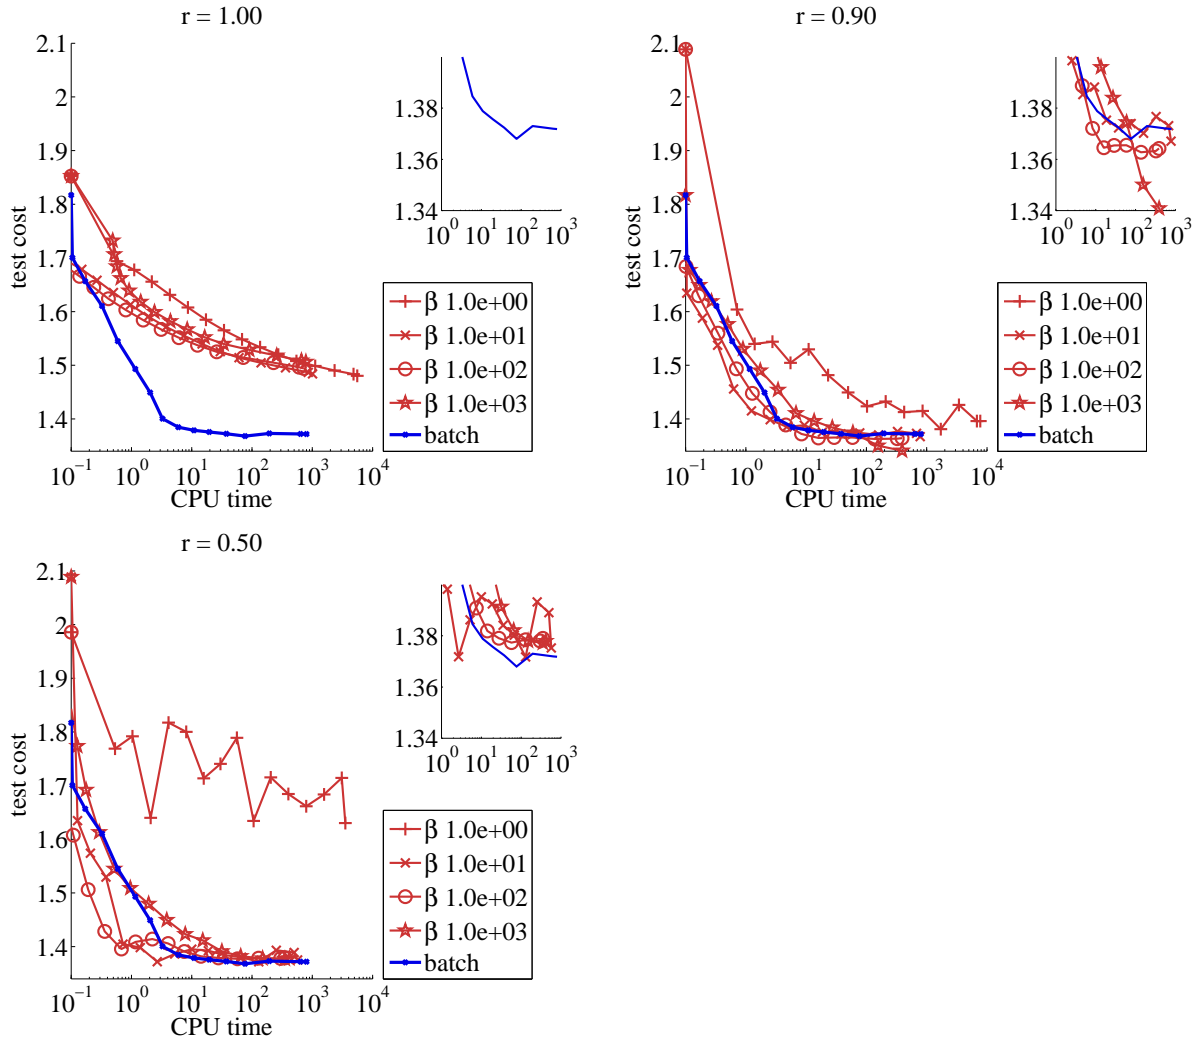 r = 1.00
2.1
2
1.9
1.8
1.7
1.6
1.5
1.4
test cost
10^-1 10^0 10^1 10^2 10^3 10^4
CPU time
1.38
1.36
1.34
10^0 10^1 10^2 10^3
β 1.0e+00
β 1.0e+01
β 1.0e+02
β 1.0e+03
batch
r = 0.90
2.1
2
1.9
1.8
1.7
1.6
1.5
1.4
test cost
10^-1 10^0 10^1 10^2 10^3 10^4
CPU time
1.38
1.36
1.34
10^0 10^1 10^2 10^3
β 1.0e+00
β 1.0e+01
β 1.0e+02
β 1.0e+03
batch
r = 0.50
2.1
2
1.9
1.8
1.7
1.6
1.5
1.4
test cost
10^-1 10^0 10^1 10^2 10^3 10^4
CPU time
1.38
1.36
1.34
10^0 10^1 10^2 10^3
β 1.0e+00
β 1.0e+01
β 1.0e+02
β 1.0e+03
batch